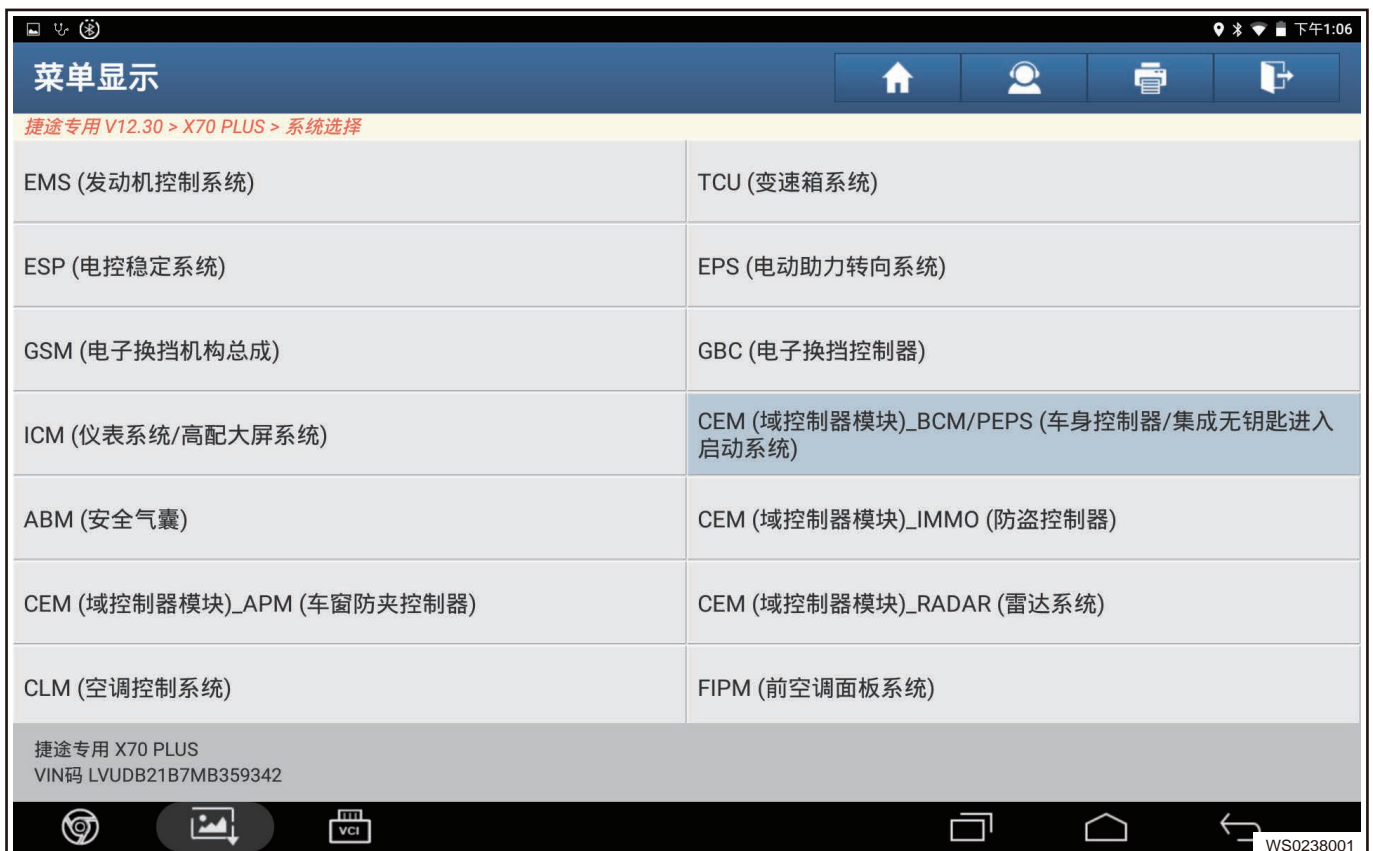 下午1:06
菜单显示
捷途专用 V12.30 > X70 PLUS > 系统选择
EMS (发动机控制系统)
TCU (变速箱系统)
ESP (电控稳定系统)
EPS (电动助力转向系统)
GSM (电子换挡机构总成)
GBC (电子换挡控制器)
ICM (仪表系统/高配大屏系统)
CEM (域控制器模块)_BCM/PEPS (车身控制器/集成无钥匙进入
启动系统)
ABM (安全气囊)
CEM (域控制器模块)_IMMO (防盗控制器)
CEM (域控制器模块)_APM (车窗防夹控制器)
CEM (域控制器模块)_RADAR (雷达系统)
CLM (空调控制系统)
FIPM (前空调面板系统)
捷途专用 X70 PLUS
VIN码 LVUDB21B7MB359342
VCI
WS0238001